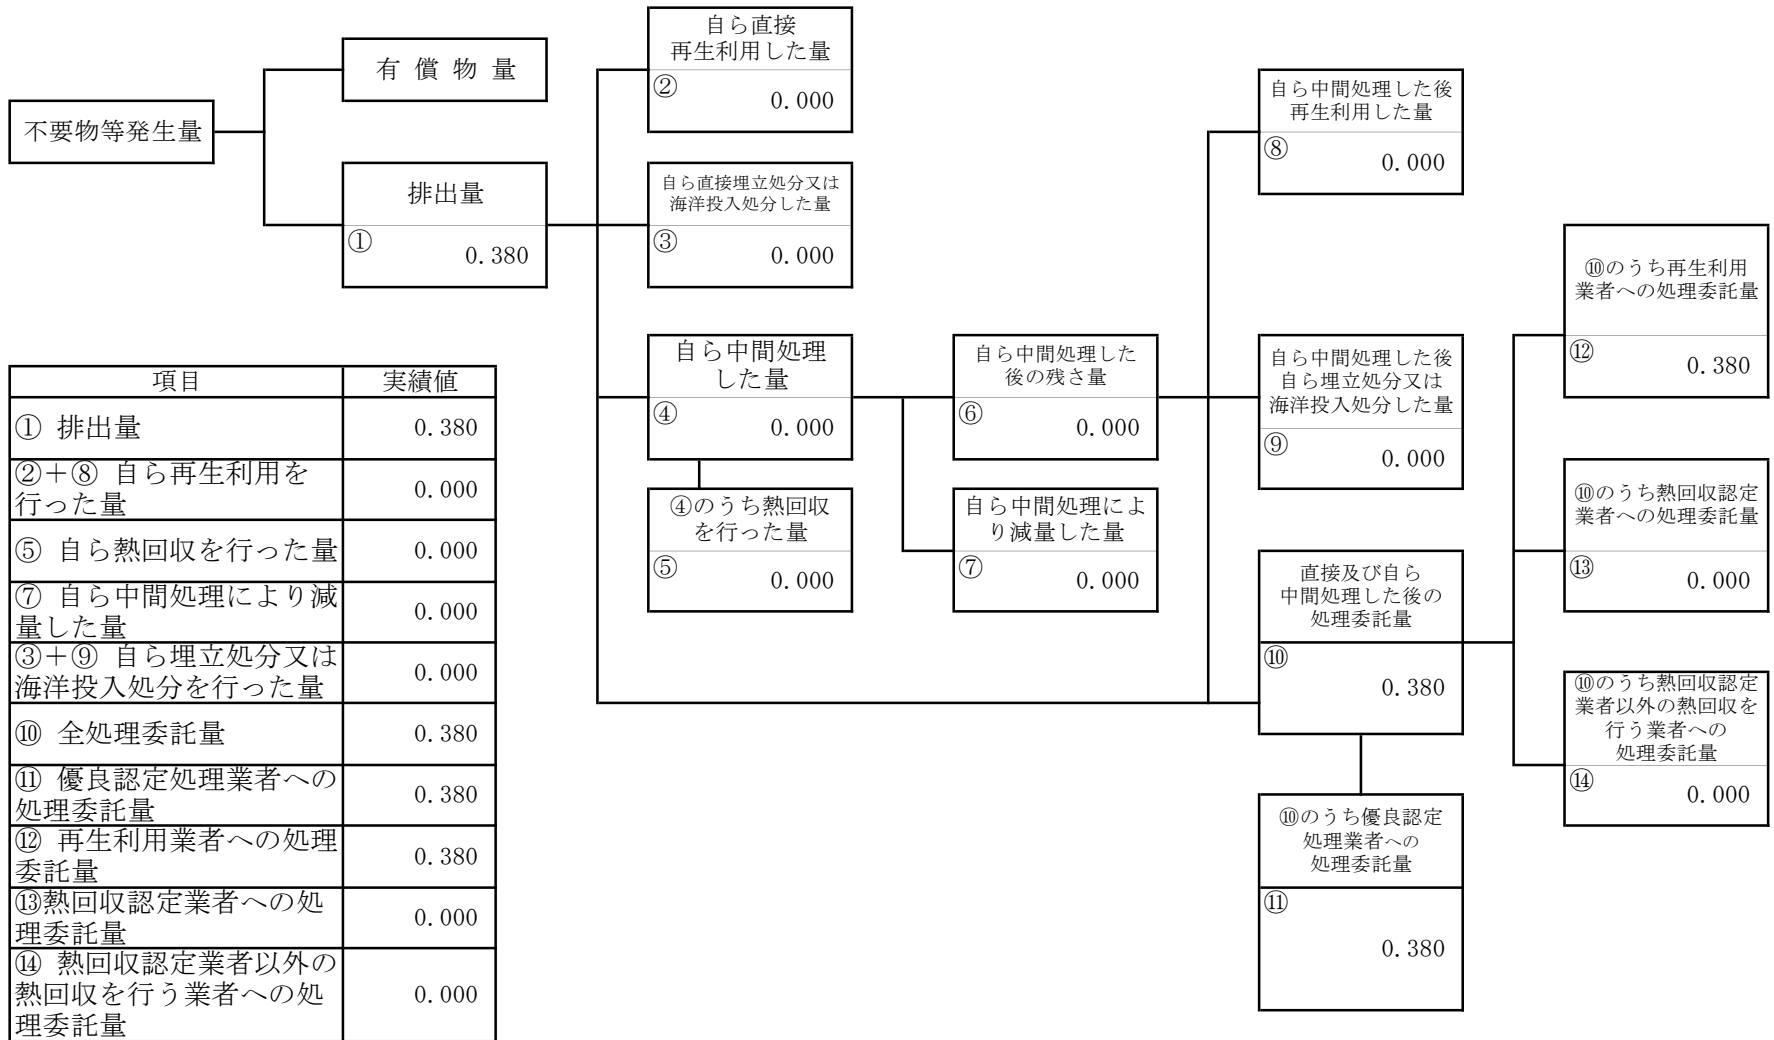 不要物等発生量
有 償 物 量
排出量
①
0.380
自ら直接
再生利用した量
②
0.000
自ら直接埋立処分又は
海洋投入処分した量
③
0.000
自ら中間処理
した量
④
0.000
④のうち熱回収
を行った量
⑤
0.000
自ら中間処理した
後の残さ量
⑥
0.000
自ら中間処理によ
り減量した量
⑦
0.000
自ら中間処理した後
再生利用した量
⑧
0.000
自ら中間処理した後
自ら埋立処分又は
海洋投入処分した量
⑨
0.000
直接及び自ら
中間処理した後の
処理委託量
⑩
0.380
⑩のうち優良認定
処理業者への
処理委託量
⑪
0.380
⑩のうち再生利用
業者への処理委託量
⑫
0.380
⑩のうち熱回収認定
業者への処理委託量
⑬
0.000
⑩のうち熱回収認定
業者以外の熱回収を
行う業者への
処理委託量
⑭
0.000
項目 実績値
① 排出量 0.380
②＋⑧ 自ら再生利用を
行った量 0.000
⑤ 自ら熱回収を行った量 0.000
⑦ 自ら中間処理により減
量した量 0.000
③＋⑨ 自ら埋立処分又は
海洋投入処分を行った量 0.000
⑩ 全処理委託量 0.380
⑪ 優良認定処理業者への
処理委託量 0.380
⑫ 再生利用業者への処理
委託量 0.380
⑬熱回収認定業者への処
理委託量 0.000
⑭ 熱回収認定業者以外の
熱回収を行う業者への処
理委託量 0.000